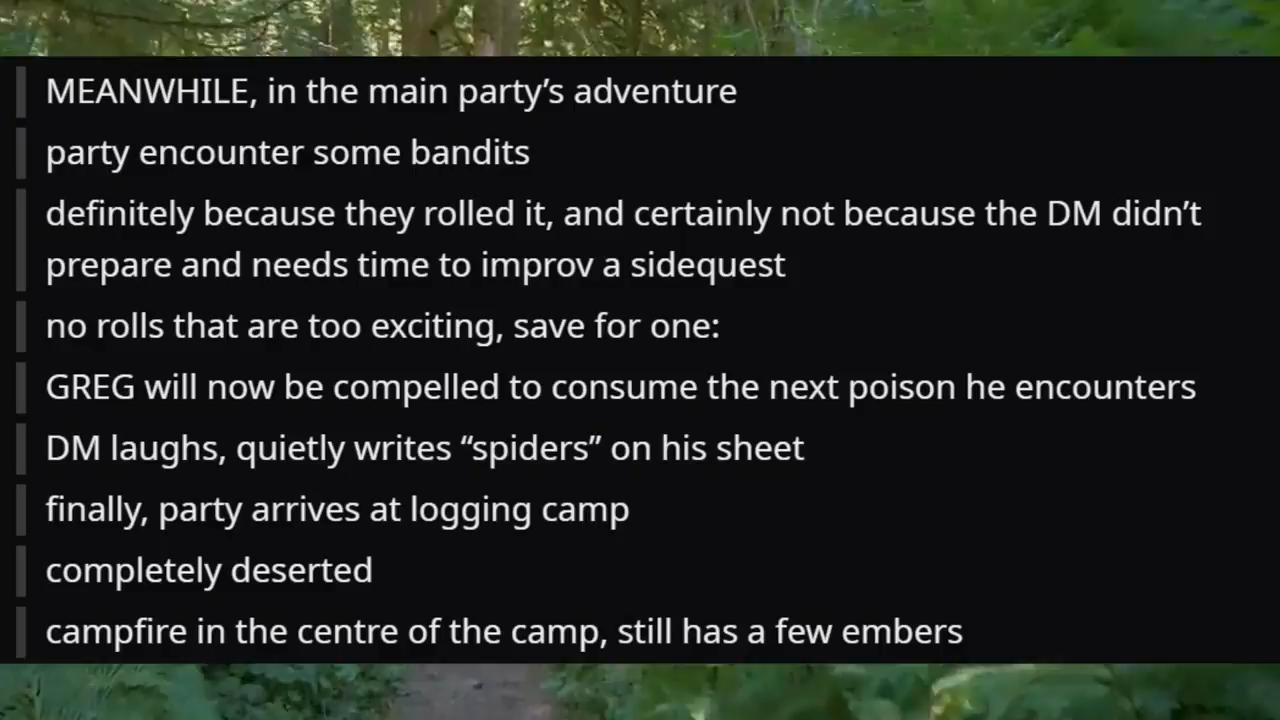 MEANWHILE, in the main party’s adventure
party encounter some bandits
definitely because they rolled it, and certainly not because the DM didn’t
prepare and needs time to improv a sidequest
no rolls that are too exciting, save for one:
GREG will now be compelled to consume the next poison he encounters
DM laughs, quietly writes “spiders” on his sheet
finally, party arrives at logging camp
completely deserted
campfire in the centre of the camp, still has a few embers